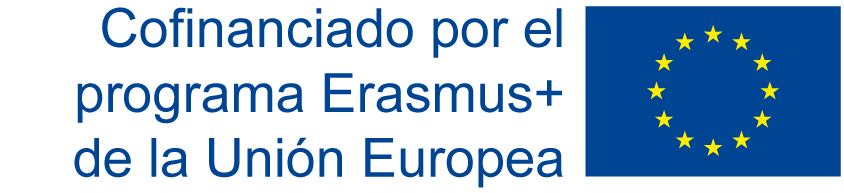 Cofinanciado por el
programa Erasmus+
de la Unión Europea